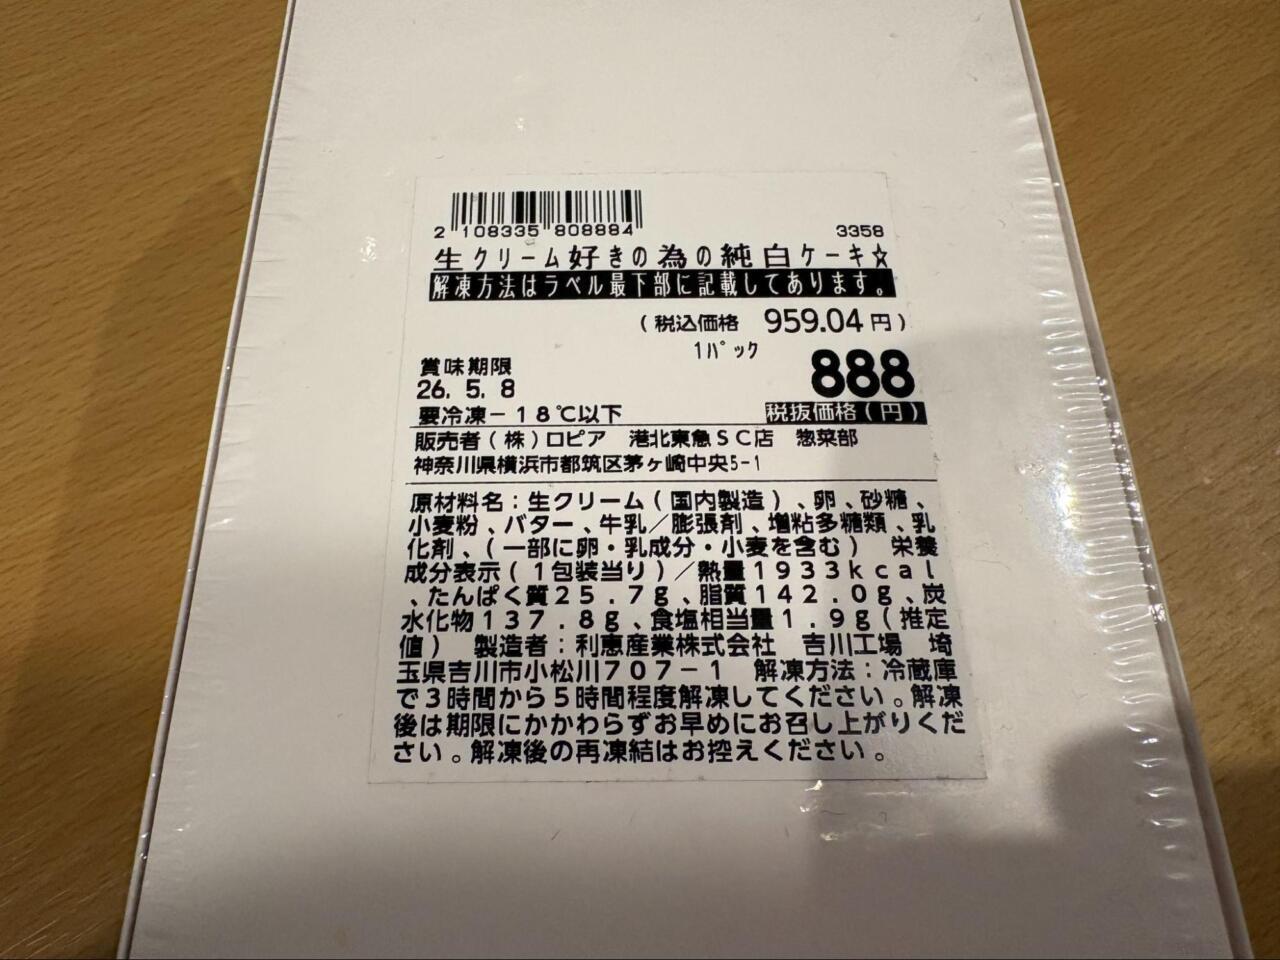 2 108335 808884
3358
生クリーム好きの為の純白ケーキ☆
解凍方法はラベル最下部に記載してあります。
(税込価格 959.04円)
1パック
888
賞味期限
26.5.8
税抜価格(円)
要冷凍-18℃以下
販売者(株)ロピア 港北東急SC店 惣菜部
神奈川県横浜市都筑区茅ヶ崎中央5-1
原材料名:生クリーム(国内製造)、卵、砂糖、
小麦粉、バター、牛乳/膨張剤、増粘多糖類、乳
化剤、(一部に卵・乳成分・小麦を含む) 栄養
成分表示(1包装当り)/熱量1933kcal
、たんぱく質25.7g、脂質142.0g、炭
水化物137.8g、食塩相当量1.9g(推定
値) 製造者:利恵産業株式会社 吉川工場 埼
玉県吉川市小松川707-1 解凍方法:冷蔵庫
で3時間から5時間程度解凍してください。解凍
後は期限にかかわらずお早めにお召し上がりくだ
さい。解凍後の再凍結はお控えください。